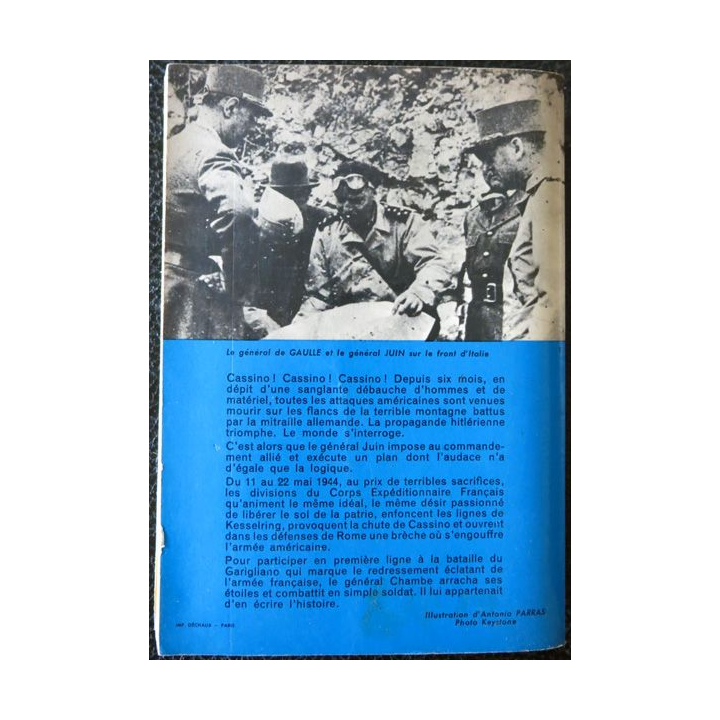 Le général de GAULLE et le général JUIN sur le front d'Italie
Cassino! Cassino! Cassino! Depuis six mois, en
dépit d'une sanglante débauche d'hommes et de
matériel, toutes les attaques américaines sont venues
mourir sur les flancs de la terrible montagne battus
par la mitraille allemande. La propagande hitlérienne
triomphe. Le monde s'interroge.
C'est alors que le général Juin impose au commande-
ment allié et exécute un plan dont l'audace n'a
d'égale que la logique.
Du 11 au 22 mai 1944, au prix de terribles sacrifices,
les divisions du Corps Expéditionnaire Français
qu'animent le même idéal, le même désir passionné
de libérer le sol de la patrie, enfoncent les lignes de
Kesselring, provoquent la chute de Cassino et ouvrent
dans les défenses de Rome une brèche où s'engouffre
l'armée américaine.
Pour participer en première ligne à la bataille du
Garigliano qui marque le redressement éclatant de
l'armée française, le général Chambe arracha ses
étoiles et combattit en simple soldat. Il lui appartenait
d'en écrire l'histoire.
Illustration d'Antonio PARRAS
Photo Keystone
IMP. DÉCHAUX - PARIS